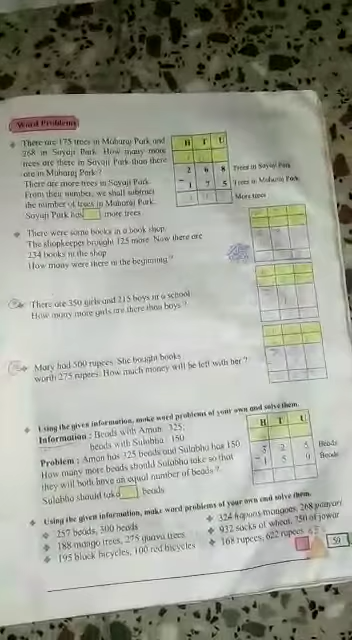 Word Problems
There are 175 trees in Maharaj Park and
268 in Sayaji Park. How many more
trees are there in Sayaji Park than there
are in Maharaj Park ?
There are more trees in Sayaji Park.
From their number, we shall subtract
the number of trees in Maharaj Park.
Sayaji Park has more trees.
H T U
2 6 8 Trees in Sayaji Park
- 1 7 5 Trees in Maharaj Park
More trees
There were some books in a book shop.
The shopkeeper brought 125 more. Now there are
234 books in the shop.
How many were there in the beginning ?
There are 350 girls and 215 boys in a school.
How many more girls are there than boys ?
Mary had 500 rupees. She bought books
worth 275 rupees. How much money will be left with her ?
Using the given information, make word problems of your own and solve them.
Information : Beads with Aman 325;
beads with Sulabha 150
Problem : Aman has 325 beads and Sulabha has 150
How many more beads should Sulabha take so that
they will both have an equal number of beads ?
Sulabha should take beads
H T U
3 2 5 Beads
- 1 5 0 Beads
Using the given information, make word problems of your own and solve them.
257 beads, 300 beads
188 mango trees, 275 guava trees
195 black bicycles, 100 red bicycles
324 hapus mangoes, 268
932 sacks of wheat, 750 of jowar
168 rupees, 622 rupees
59